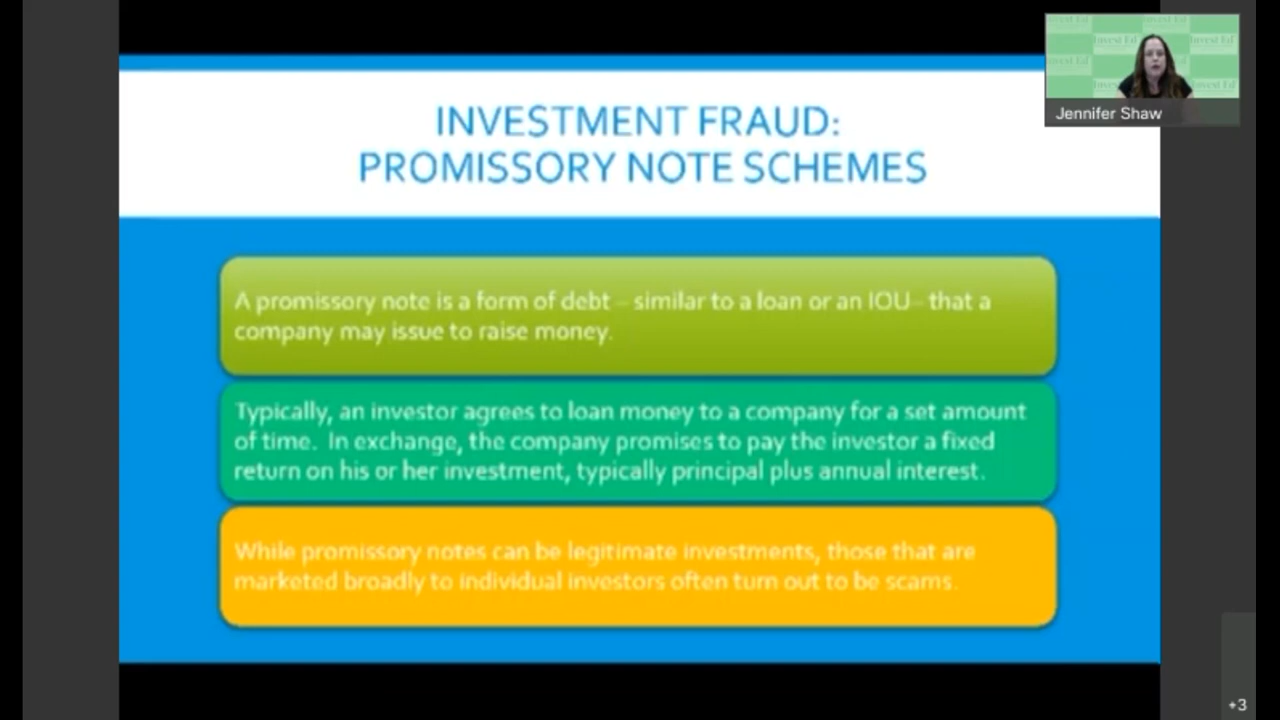 INVESTMENT FRAUD:
PROMISSORY NOTE SCHEMES
Invest Ed
Jennifer Shaw
A promissory note is a form of debt – similar to a loan or an IOU– that a
company may issue to raise money.
Typically, an investor agrees to loan money to a company for a set amount
of time.  In exchange, the company promises to pay the investor a fixed
return on his or her investment, typically principal plus annual interest.
While promissory notes can be legitimate investments, those that are
marketed broadly to individual investors often turn out to be scams.
+3